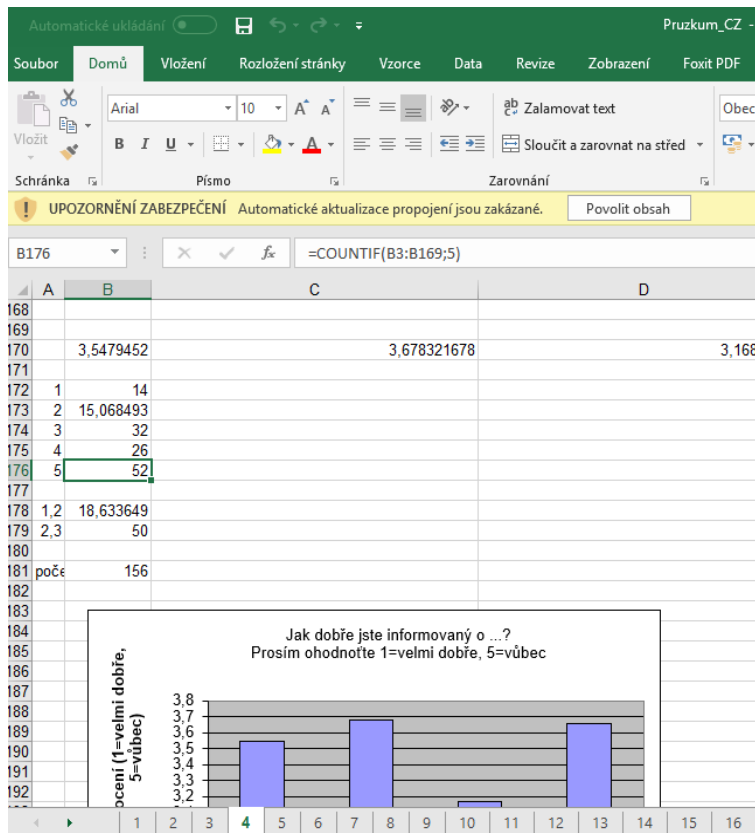 Automatické ukládání
Pruzkum_CZ -
Soubor Domů Vložení Rozložení stránky Vzorce Data Revize Zobrazení Foxit PDF
Vložit
Arial 10 A A
Zalamovat text
Obec
B I U A
Sloučit a zarovnat na střed
Schránka Písmo Zarovnání
UPOZORNĚNÍ ZABEZPEČENÍ Automatické aktualizace propojení jsou zakázané. Povolit obsah
B176 fx =COUNTIF(B3:B169;5)
A B C D
168
169
170 3,5479452 3,678321678 3,168
171
172 1 14
173 2 15,068493
174 3 32
175 4 26
176 5 52
177
178 1,2 18,633649
179 2,3 50
180
181 poče 156
182
183
184
185
186
187
188
189
190
191
192
Jak dobře jste informovaný o ...?
Prosím ohodnoťte 1=velmi dobře, 5=vůbec
ocení (1=velmi dobře,
5=vůbec)
3,8
3,7
3,6
3,5
3,4
3,3
3,2
1 2 3 4 5 6 7 8 9 10 11 12 13 14 15 16